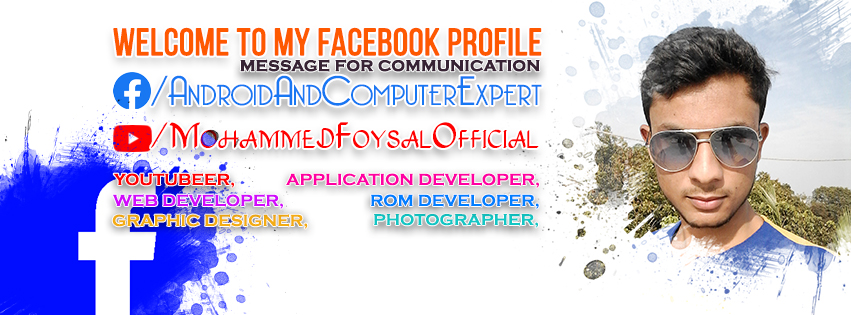 WELCOME TO MY FACEBOOK PROFILE
MESSAGE FOR COMMUNICATION
/ANDROIDANDCOMPUTEREXPERT
/MOHAMMEDFOYSALOFFICIAL
YOUTUBEER, APPLICATION DEVELOPER,
WEB DEVELOPER, ROM DEVELOPER,
GRAPHIC DESIGNER, PHOTOGRAPHER,